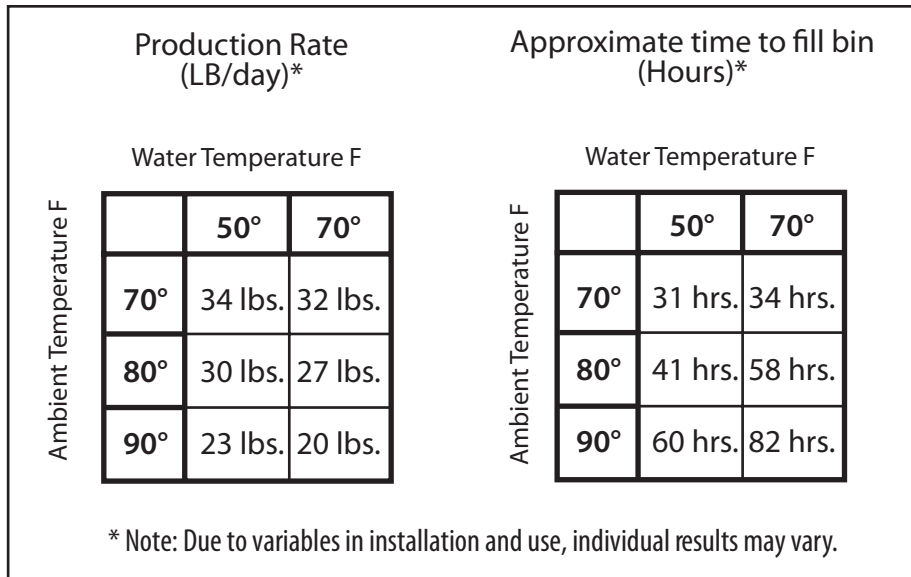 Production Rate
(LB/day)*
Water Temperature F
Ambient Temperature F
50° 70°
70° 34 lbs. 32 lbs.
80° 30 lbs. 27 lbs.
90° 23 lbs. 20 lbs.
Approximate time to fill bin
(Hours)*
Water Temperature F
Ambient Temperature F
50° 70°
70° 31 hrs. 34 hrs.
80° 41 hrs. 58 hrs.
90° 60 hrs. 82 hrs.
* Note: Due to variables in installation and use, individual results may vary.